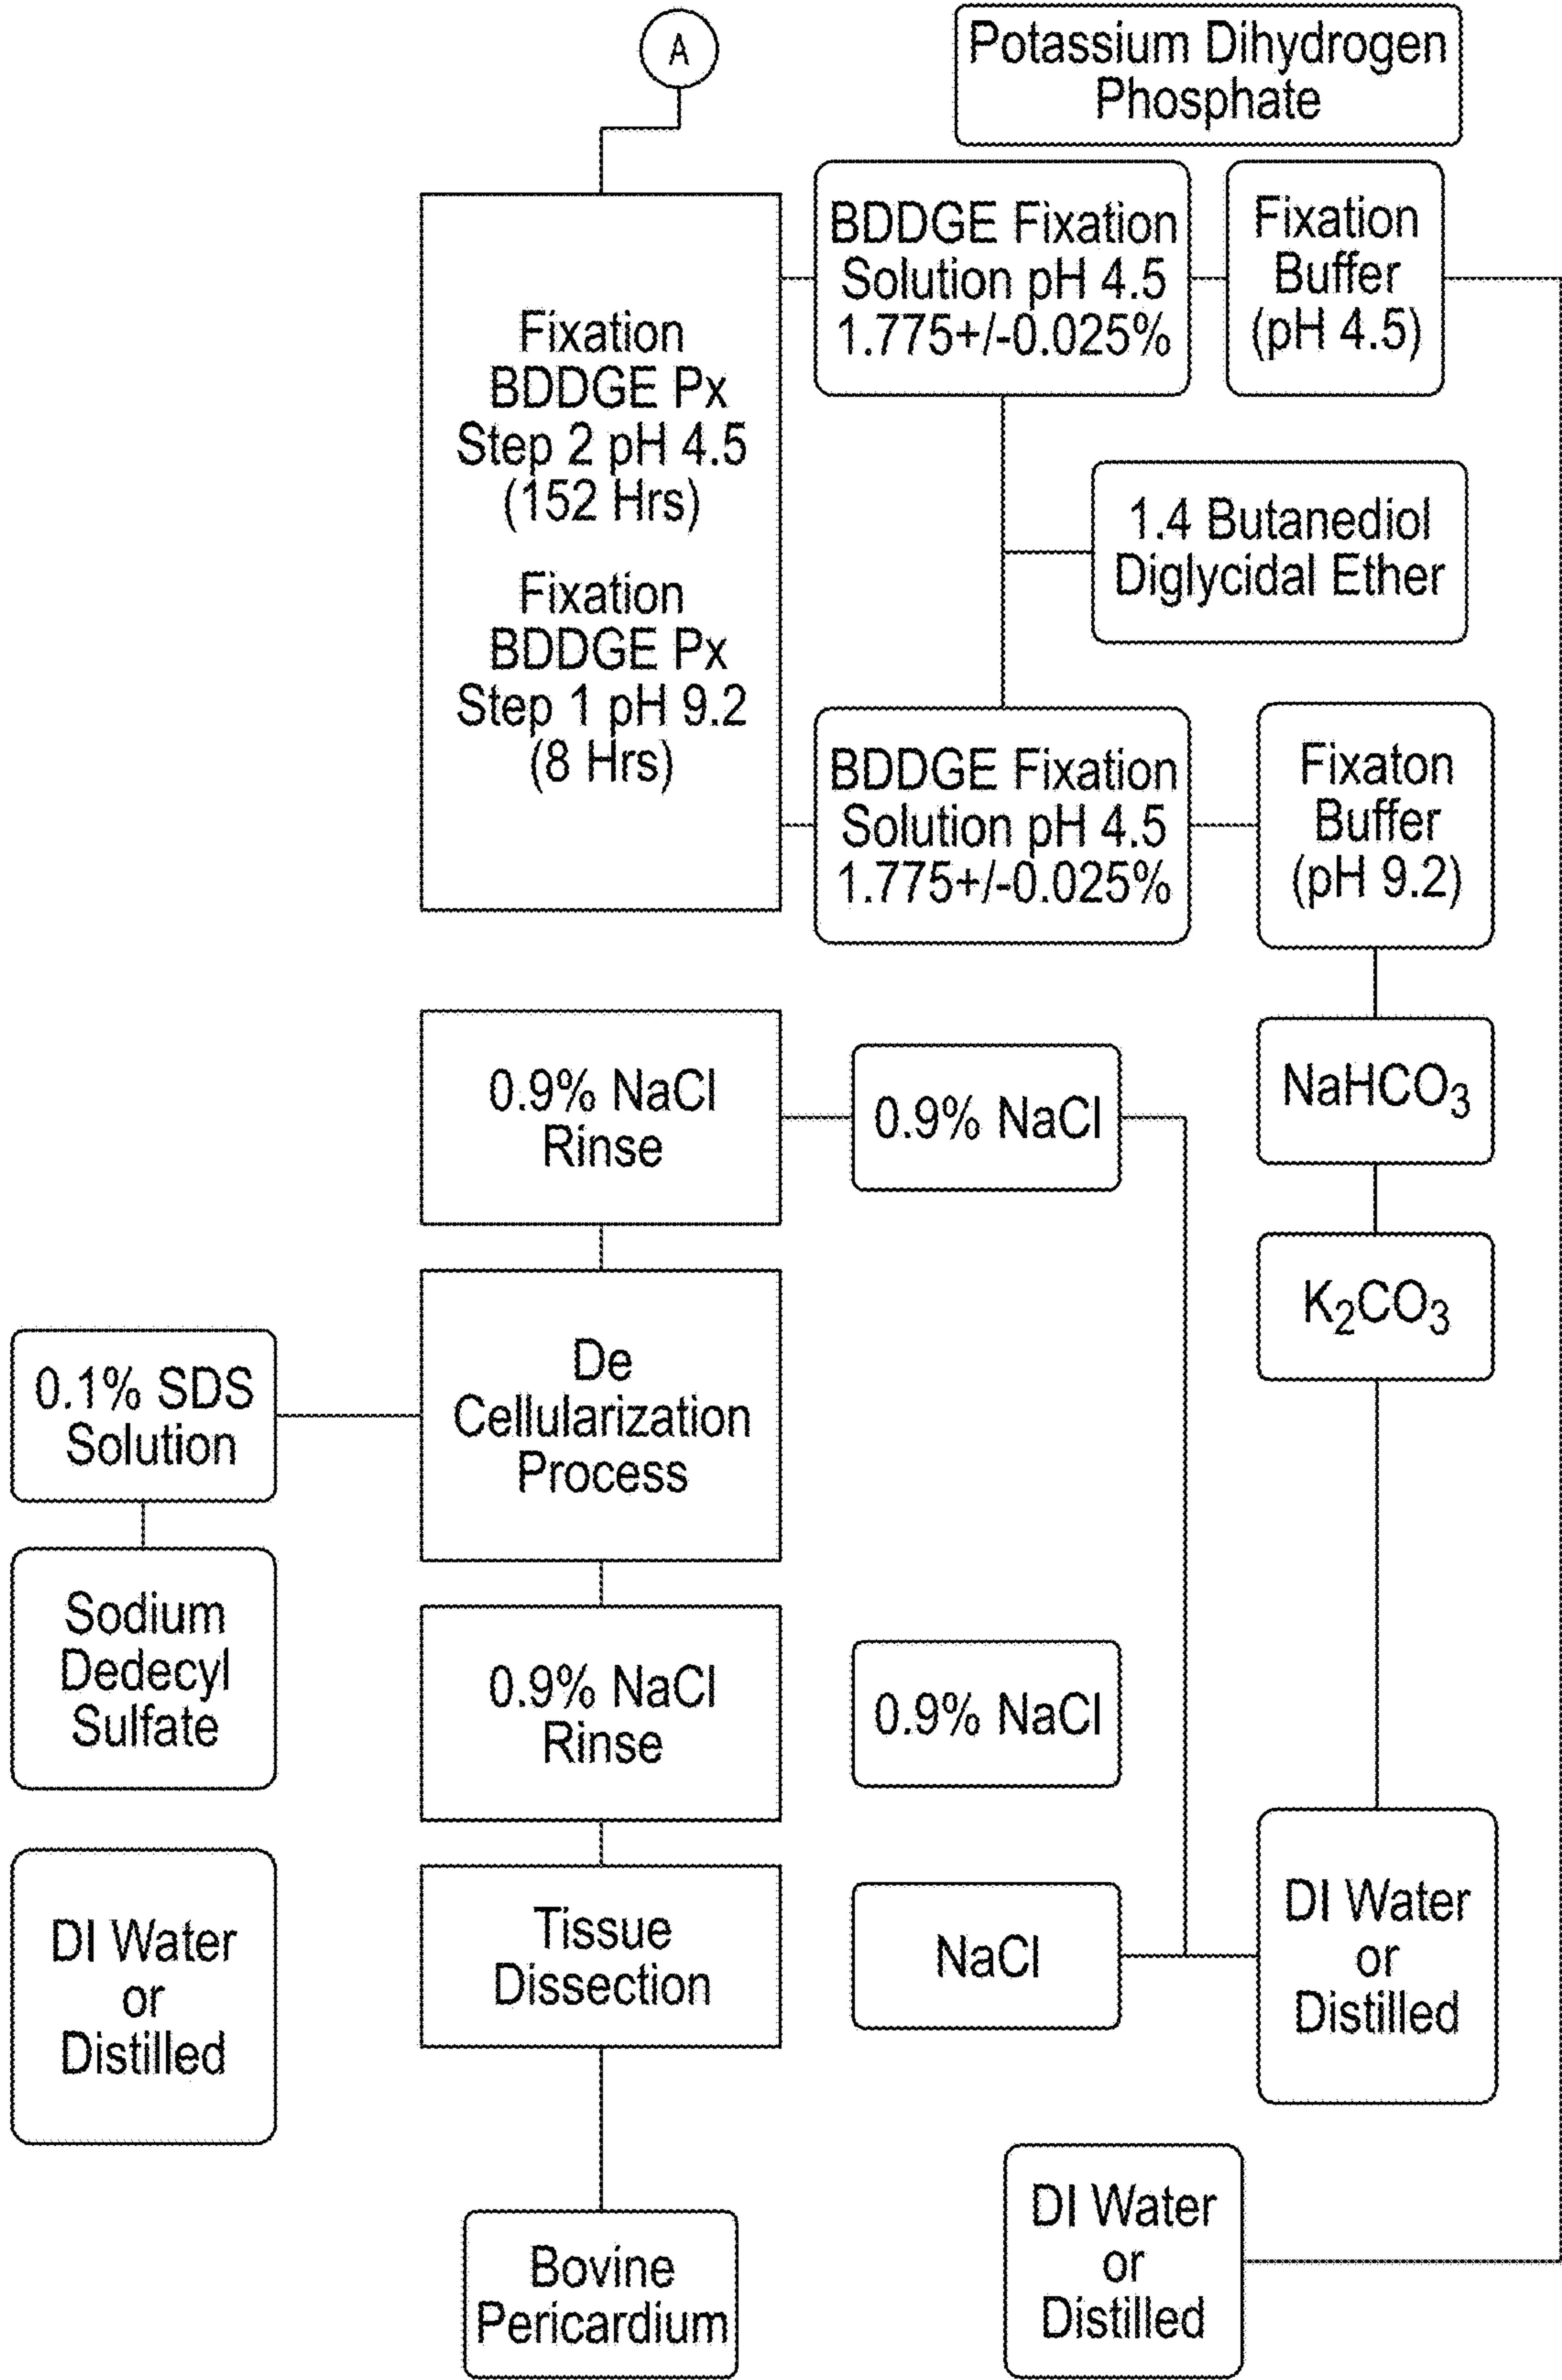 A
Potassium Dihydrogen
Phosphate
Fixation
BDDGE Px
Step 2 pH 4.5
(152 Hrs)
Fixation
BDDGE Px
Step 1 pH 9.2
(8 Hrs)
BDDGE Fixation
Solution pH 4.5
1.775+/-0.025%
Fixation
Buffer
(pH 4.5)
1.4 Butanediol
Diglycidal Ether
BDDGE Fixation
Solution pH 4.5
1.775+/-0.025%
Fixaton
Buffer
(pH 9.2)
0.9% NaCl
Rinse
0.9% NaCl
NaHCO₃
K₂CO₃
De
Cellularization
Process
0.1% SDS
Solution
Sodium
Dedecyl
Sulfate
0.9% NaCl
Rinse
0.9% NaCl
DI Water
or
Distilled
Tissue
Dissection
NaCl
DI Water
or
Distilled
Bovine
Pericardium
DI Water
or
Distilled